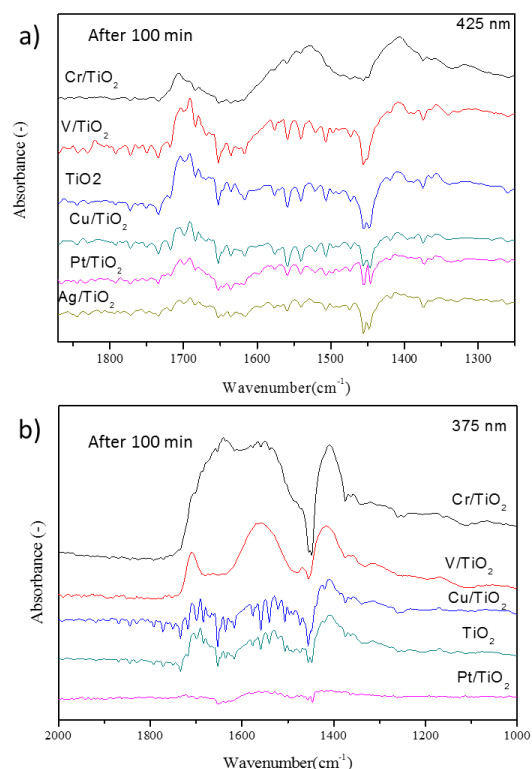 a)
After 100 min
425 nm
Cr/TiO₂
V/TiO₂
TiO2
Cu/TiO₂
Pt/TiO₂
Ag/TiO₂
Absorbance (-)
1800 1700 1600 1500 1400 1300
Wavenumber(cm⁻¹)
b)
After 100 min
375 nm
Cr/TiO₂
V/TiO₂
Cu/TiO₂
TiO₂
Pt/TiO₂
Absorbance (-)
2000 1800 1600 1400 1200 1000
Wavenumber(cm⁻¹)